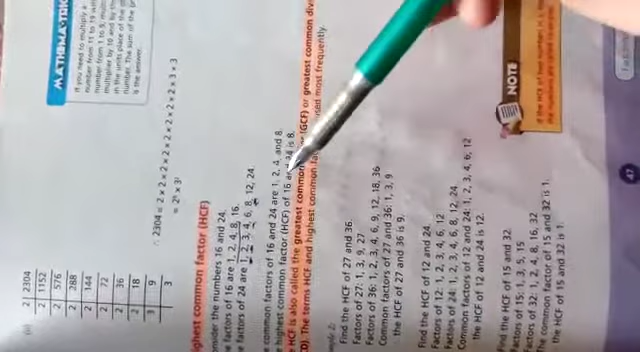 MATHEMA-TRICK
If you need to multiply a
number from 11 to 19 with
number from 1 to 5, multi
multiplier by 10 and by the
in the units place of the
number. The sum of the
is the answer.
2 2304
2 1152
2 576
2 288
2 144
2 72
2 36
2 18
3 9
3
∴ 2304 = 2 × 2 × 2 × 2 × 2 × 2 × 2 × 2 × 3 × 3
ighest common factor (HCF)
onsider the numbers 16 and 24.
e factors of 16 are 1, 2, 4, 8, 16.
e factors of 24 are 1, 2, 3, 4, 6, 8, 12, 24.
common factors of 16 and 24 are 1, 2, 4, and 8.
e highest common factor (HCF) of 16 and 24 is 8.
e HCF is also called the greatest common (GCF) or greatest common div
D). The terms HCF and highest common used most frequently.
Find the HCF of 27 and 36.
Factors of 27: 1, 3, 9, 27
Factors of 36: 1, 2, 3, 4, 6, 9, 12, 18, 36
Common factors of 27 and 36: 1, 3, 9
the HCF of 27 and 36 is 9.
Find the HCF of 12 and 24.
Factors of 12: 1, 2, 3, 4, 6, 12
Factors of 24: 1, 2, 3, 4, 6, 8, 12, 24
Common factors of 12 and 24: 1, 2, 3, 4, 6, 12
the HCF of 12 and 24 is 12.
ind the HCF of 15 and 32.
actors of 15: 1, 3, 5, 15
actors of 32: 1, 2, 4, 8, 16, 32
he common factor of 15 and 32 is 1.
the HCF of 15 and 32 is 1.
NOTE
47